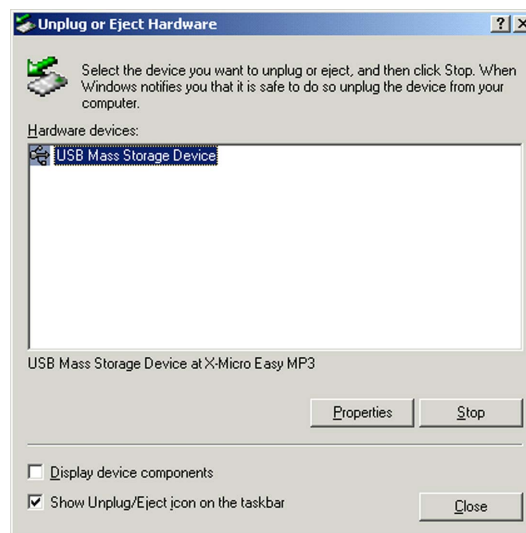 Unplug or Eject Hardware
Select the device you want to unplug or eject, and then click Stop. When
Windows notifies you that it is safe to do so unplug the device from your
computer.
Hardware devices:
USB Mass Storage Device
USB Mass Storage Device at X-Micro Easy MP3
Properties Stop
Display device components
Show Unplug/Eject icon on the taskbar
Close